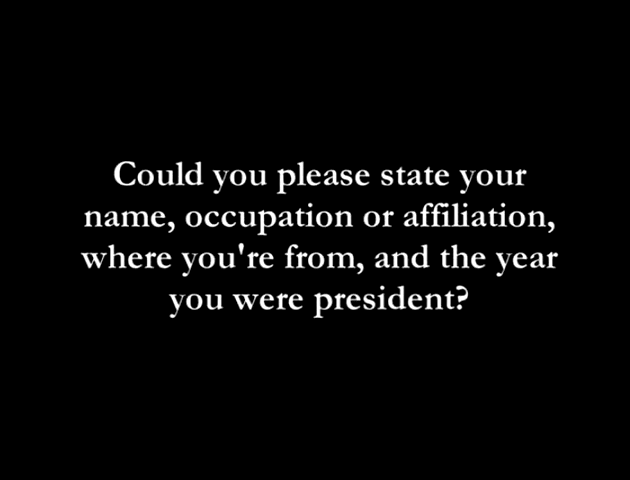 Could you please state your
name, occupation or affiliation,
where you're from, and the year
you were president?